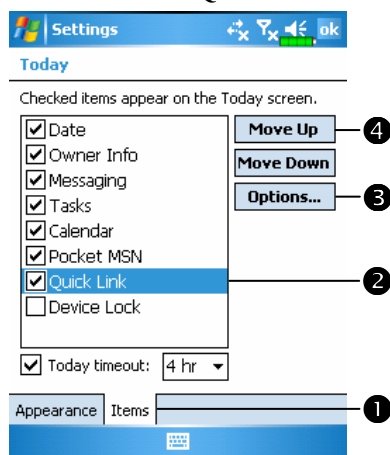 Settings ok
Today
Checked items appear on the Today screen.
Date
Owner Info
Messaging
Tasks
Calendar
Pocket MSN
Quick Link
Device Lock
Move Up
4
Move Down
Options...
3
2
Today timeout: 4 hr
Appearance Items
1